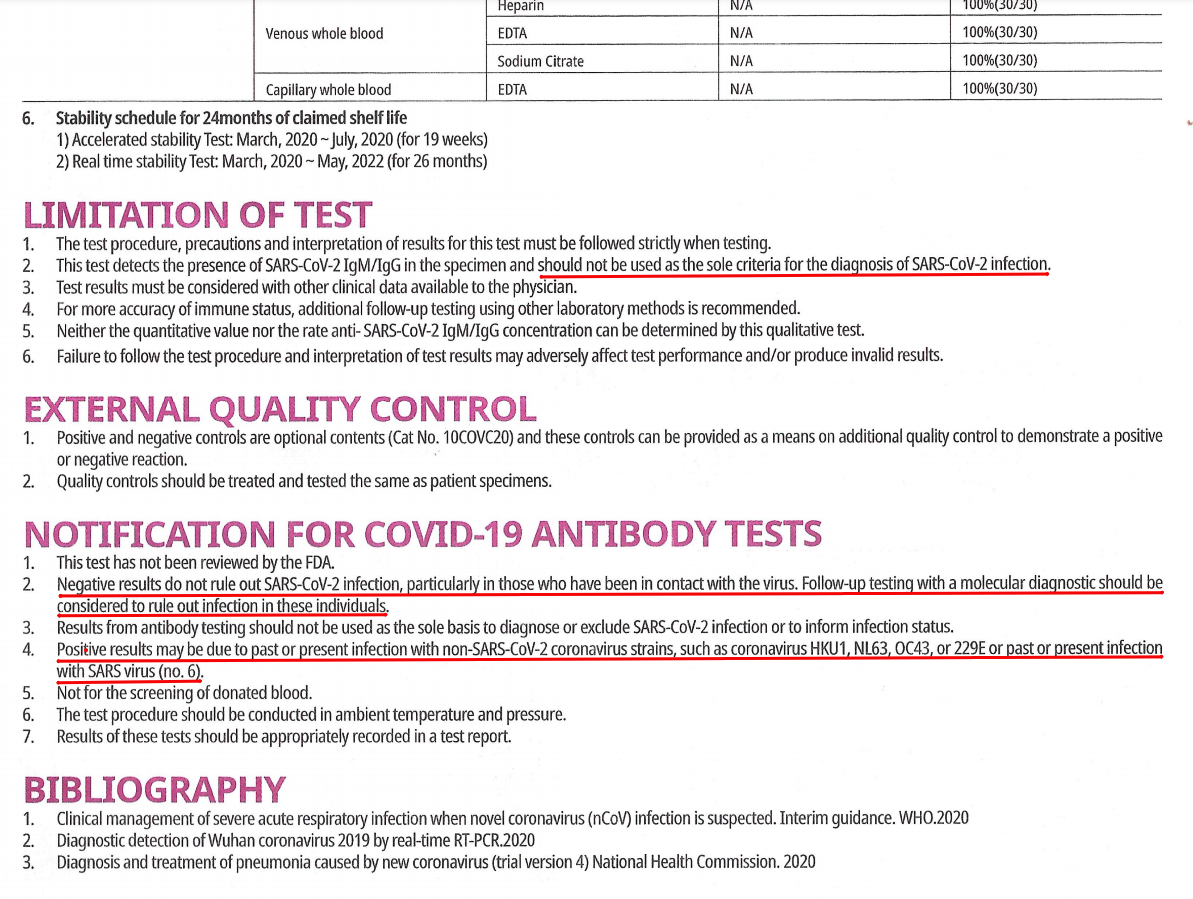 Heparin N/A 100%(30/30)
Venous whole blood EDTA N/A 100%(30/30)
Sodium Citrate N/A 100%(30/30)
Capillary whole blood EDTA N/A 100%(30/30)
6. Stability schedule for 24months of claimed shelf life
1) Accelerated stability Test: March, 2020 ~ July, 2020 (for 19 weeks)
2) Real time stability Test: March, 2020 ~ May, 2022 (for 26 months)
LIMITATION OF TEST
1. The test procedure, precautions and interpretation of results for this test must be followed strictly when testing.
2. This test detects the presence of SARS-CoV-2 IgM/IgG in the specimen and should not be used as the sole criteria for the diagnosis of SARS-CoV-2 infection.
3. Test results must be considered with other clinical data available to the physician.
4. For more accuracy of immune status, additional follow-up testing using other laboratory methods is recommended.
5. Neither the quantitative value nor the rate anti- SARS-CoV-2 IgM/IgG concentration can be determined by this qualitative test.
6. Failure to follow the test procedure and interpretation of test results may adversely affect test performance and/or produce invalid results.
EXTERNAL QUALITY CONTROL
1. Positive and negative controls are optional contents (Cat No. 10COVC20) and these controls can be provided as a means on additional quality control to demonstrate a positive
or negative reaction.
2. Quality controls should be treated and tested the same as patient specimens.
NOTIFICATION FOR COVID-19 ANTIBODY TESTS
1. This test has not been reviewed by the FDA.
2. Negative results do not rule out SARS-CoV-2 infection, particularly in those who have been in contact with the virus. Follow-up testing with a molecular diagnostic should be
considered to rule out infection in these individuals.
3. Results from antibody testing should not be used as the sole basis to diagnose or exclude SARS-CoV-2 infection or to inform infection status.
4. Positive results may be due to past or present infection with non-SARS-CoV-2 coronavirus strains, such as coronavirus HKU1, NL63, OC43, or 229E or past or present infection
with SARS virus (no. 6).
5. Not for the screening of donated blood.
6. The test procedure should be conducted in ambient temperature and pressure.
7. Results of these tests should be appropriately recorded in a test report.
BIBLIOGRAPHY
1. Clinical management of severe acute respiratory infection when novel coronavirus (nCoV) infection is suspected. Interim guidance. WHO.2020
2. Diagnostic detection of Wuhan coronavirus 2019 by real-time RT-PCR.2020
3. Diagnosis and treatment of pneumonia caused by new coronavirus (trial version 4) National Health Commission. 2020